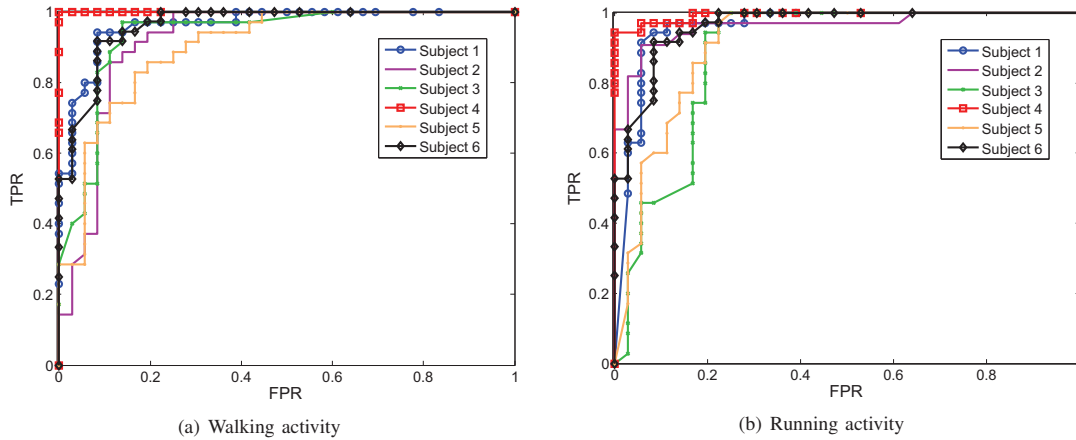 1
0.8
0.6
0.4
0.2
0
TPR
0
0.2
0.4
0.6
0.8
1
FPR
Subject 1
Subject 2
Subject 3
Subject 4
Subject 5
Subject 6
(a) Walking activity
1
0.8
0.6
0.4
0.2
0
TPR
0
0.2
0.4
0.6
0.8
FPR
Subject 1
Subject 2
Subject 3
Subject 4
Subject 5
Subject 6
(b) Running activity